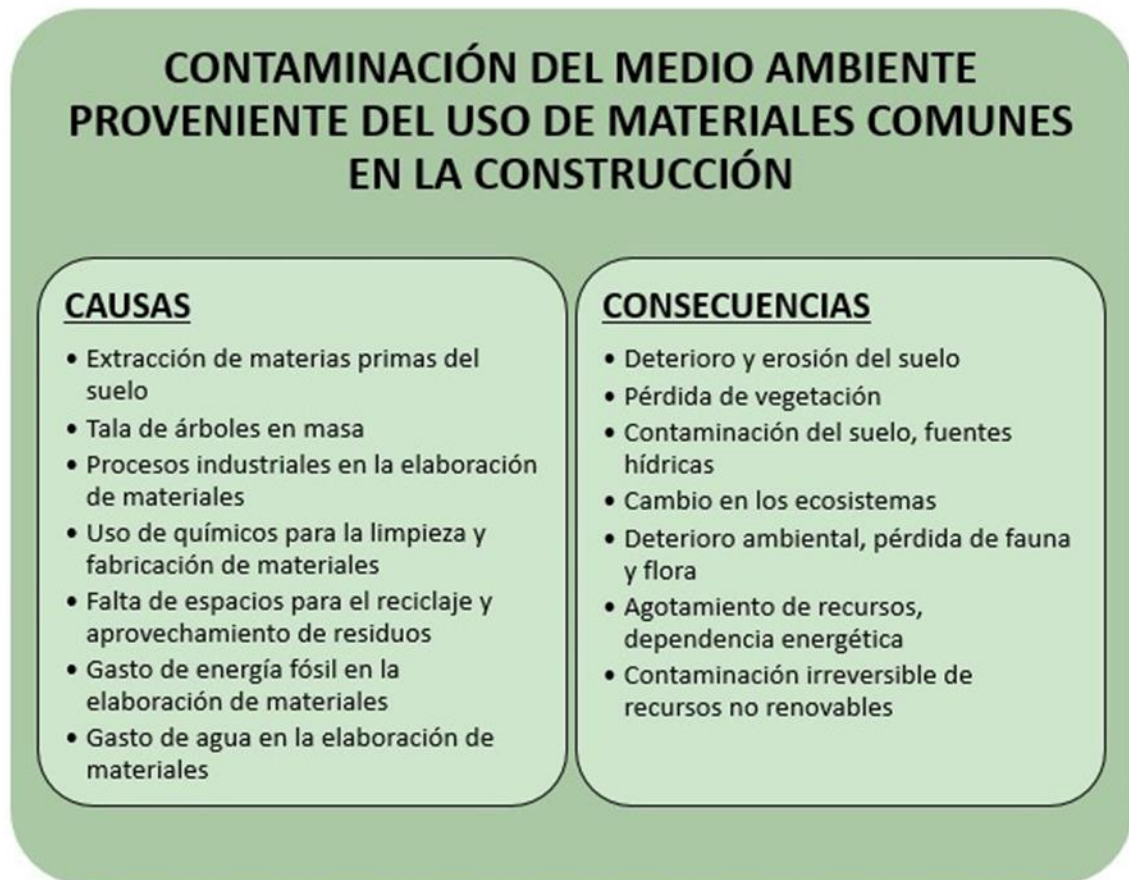 CONTAMINACIÓN DEL MEDIO AMBIENTE
PROVENIENTE DEL USO DE MATERIALES COMUNES
EN LA CONSTRUCCIÓN
CAUSAS
• Extracción de materias primas del
suelo
• Tala de árboles en masa
• Procesos industriales en la elaboración
de materiales
• Uso de químicos para la limpieza y
fabricación de materiales
• Falta de espacios para el reciclaje y
aprovechamiento de residuos
• Gasto de energía fósil en la
elaboración de materiales
• Gasto de agua en la elaboración de
materiales
CONSECUENCIAS
• Deterioro y erosión del suelo
• Pérdida de vegetación
• Contaminación del suelo, fuentes
hídricas
• Cambio en los ecosistemas
• Deterioro ambiental, pérdida de fauna
y flora
• Agotamiento de recursos,
dependencia energética
• Contaminación irreversible de
recursos no renovables